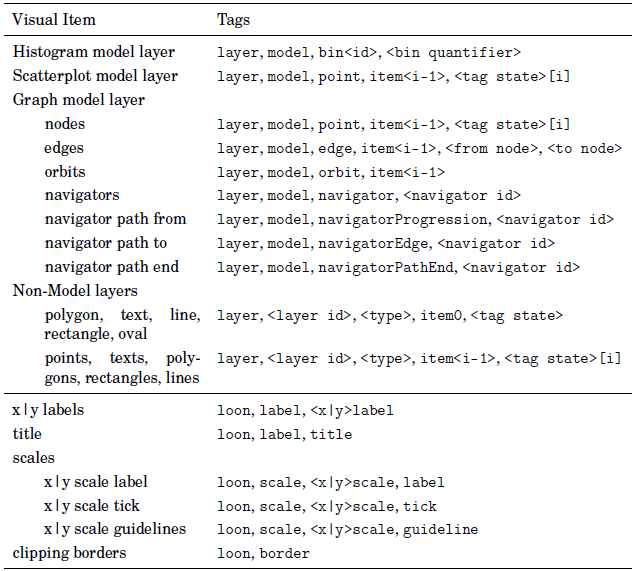 Visual Item Tags
Histogram model layer layer, model, bin<id>, <bin quantifier>
Scatterplot model layer layer, model, point, item<i-1>, <tag state>[i]
Graph model layer
nodes layer, model, point, item<i-1>, <tag state>[i]
edges layer, model, edge, item<i-1>, <from node>, <to node>
orbits layer, model, orbit, item<i-1>
navigators layer, model, navigator, <navigator id>
navigator path from layer, model, navigatorProgression, <navigator id>
navigator path to layer, model, navigatorEdge, <navigator id>
navigator path end layer, model, navigatorPathEnd, <navigator id>
Non-Model layers
polygon, text, line, layer, <layer id>, <type>, item0, <tag state>
rectangle, oval
points, texts, poly- layer, <layer id>, <type>, item<i-1>, <tag state>[i]
gons, rectangles, lines
x|y labels loon, label, <x|y>label
title loon, label, title
scales
x|y scale label loon, scale, <x|y>scale, label
x|y scale tick loon, scale, <x|y>scale, tick
x|y scale guidelines loon, scale, <x|y>scale, guideline
clipping borders loon, border